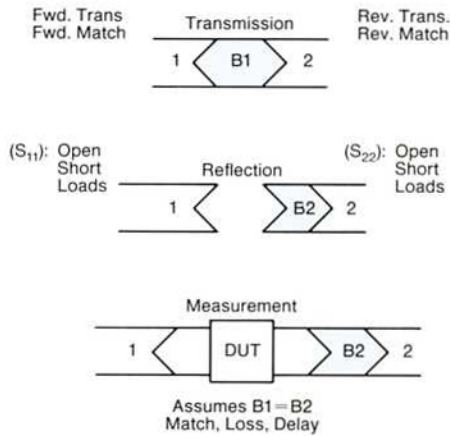 Fwd. Trans
Fwd. Match
Transmission
Rev. Trans.
Rev. Match
1
B1
2
(S11): Open
Short
Loads
Reflection
(S22): Open
Short
Loads
1
B2
2
Measurement
1
DUT
B2
2
Assumes B1=B2
Match, Loss, Delay